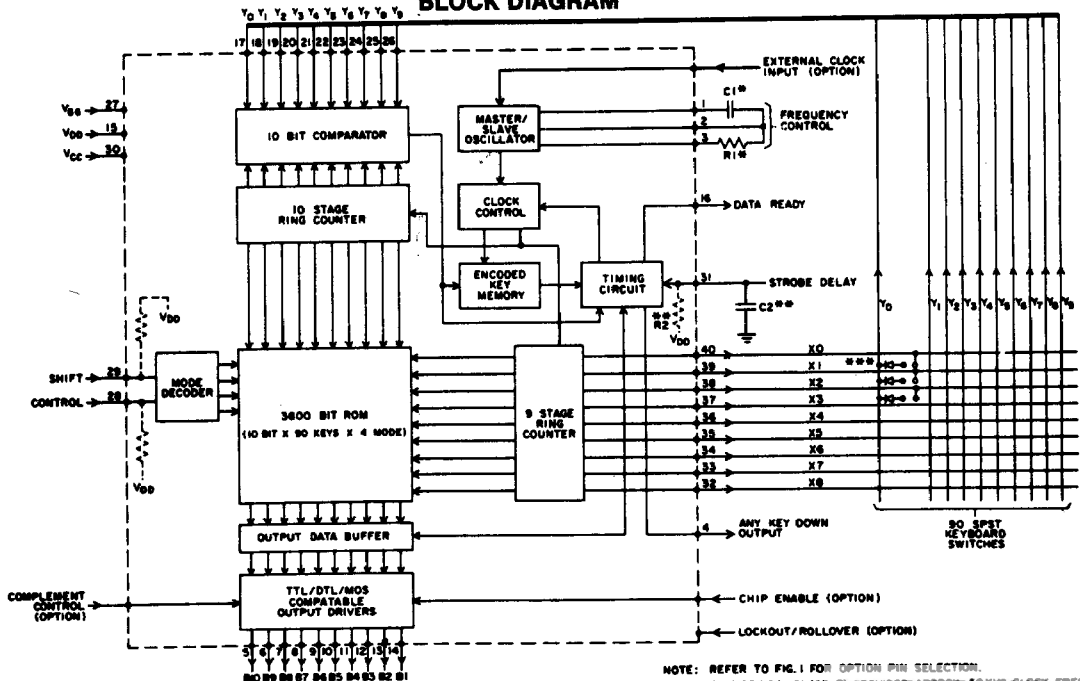 BLOCK DIAGRAM
Y0 Y1 Y2 Y3 Y4 Y5 Y6 Y7 Y8 Y9
17 18 19 20 21 22 23 24 25 26
EXTERNAL CLOCK
INPUT (OPTION)
C1*
VGG 27
VDD 15
VCC 30
10 BIT COMPARATOR
MASTER/
SLAVE
OSCILLATOR
1
2
3
R1*
FREQUENCY
CONTROL
10 STAGE
RING COUNTER
CLOCK
CONTROL
16 DATA READY
ENCODED
KEY
MEMORY
TIMING
CIRCUIT
31 STROBE DELAY
C2**
**
R2
VDD
Y0 Y1 Y2 Y3 Y4 Y5 Y6 Y7 Y8 Y9
VDD
SHIFT 29
CONTROL 28
MODE
DECODER
VDD
3600 BIT ROM
(10 BIT X 90 KEYS X 4 MODE)
9 STAGE
RING
COUNTER
40 X0
***
39 X1
38 X2
37 X3
36 X4
35 X5
34 X6
33 X7
32 X8
90 SPST
KEYBOARD
SWITCHES
OUTPUT DATA BUFFER
4 ANY KEY DOWN
OUTPUT
COMPLEMENT
CONTROL
(OPTION)
TTL/DTL/MOS
COMPATABLE
OUTPUT DRIVERS
CHIP ENABLE (OPTION)
LOCKOUT/ROLLOVER (OPTION)
5 6 7 8 9 10 11 12 13 14
B10 B9 B8 B7 B6 B5 B4 B3 B2 B1
NOTE: REFER TO FIG. 1 FOR OPTION PIN SELECTION.